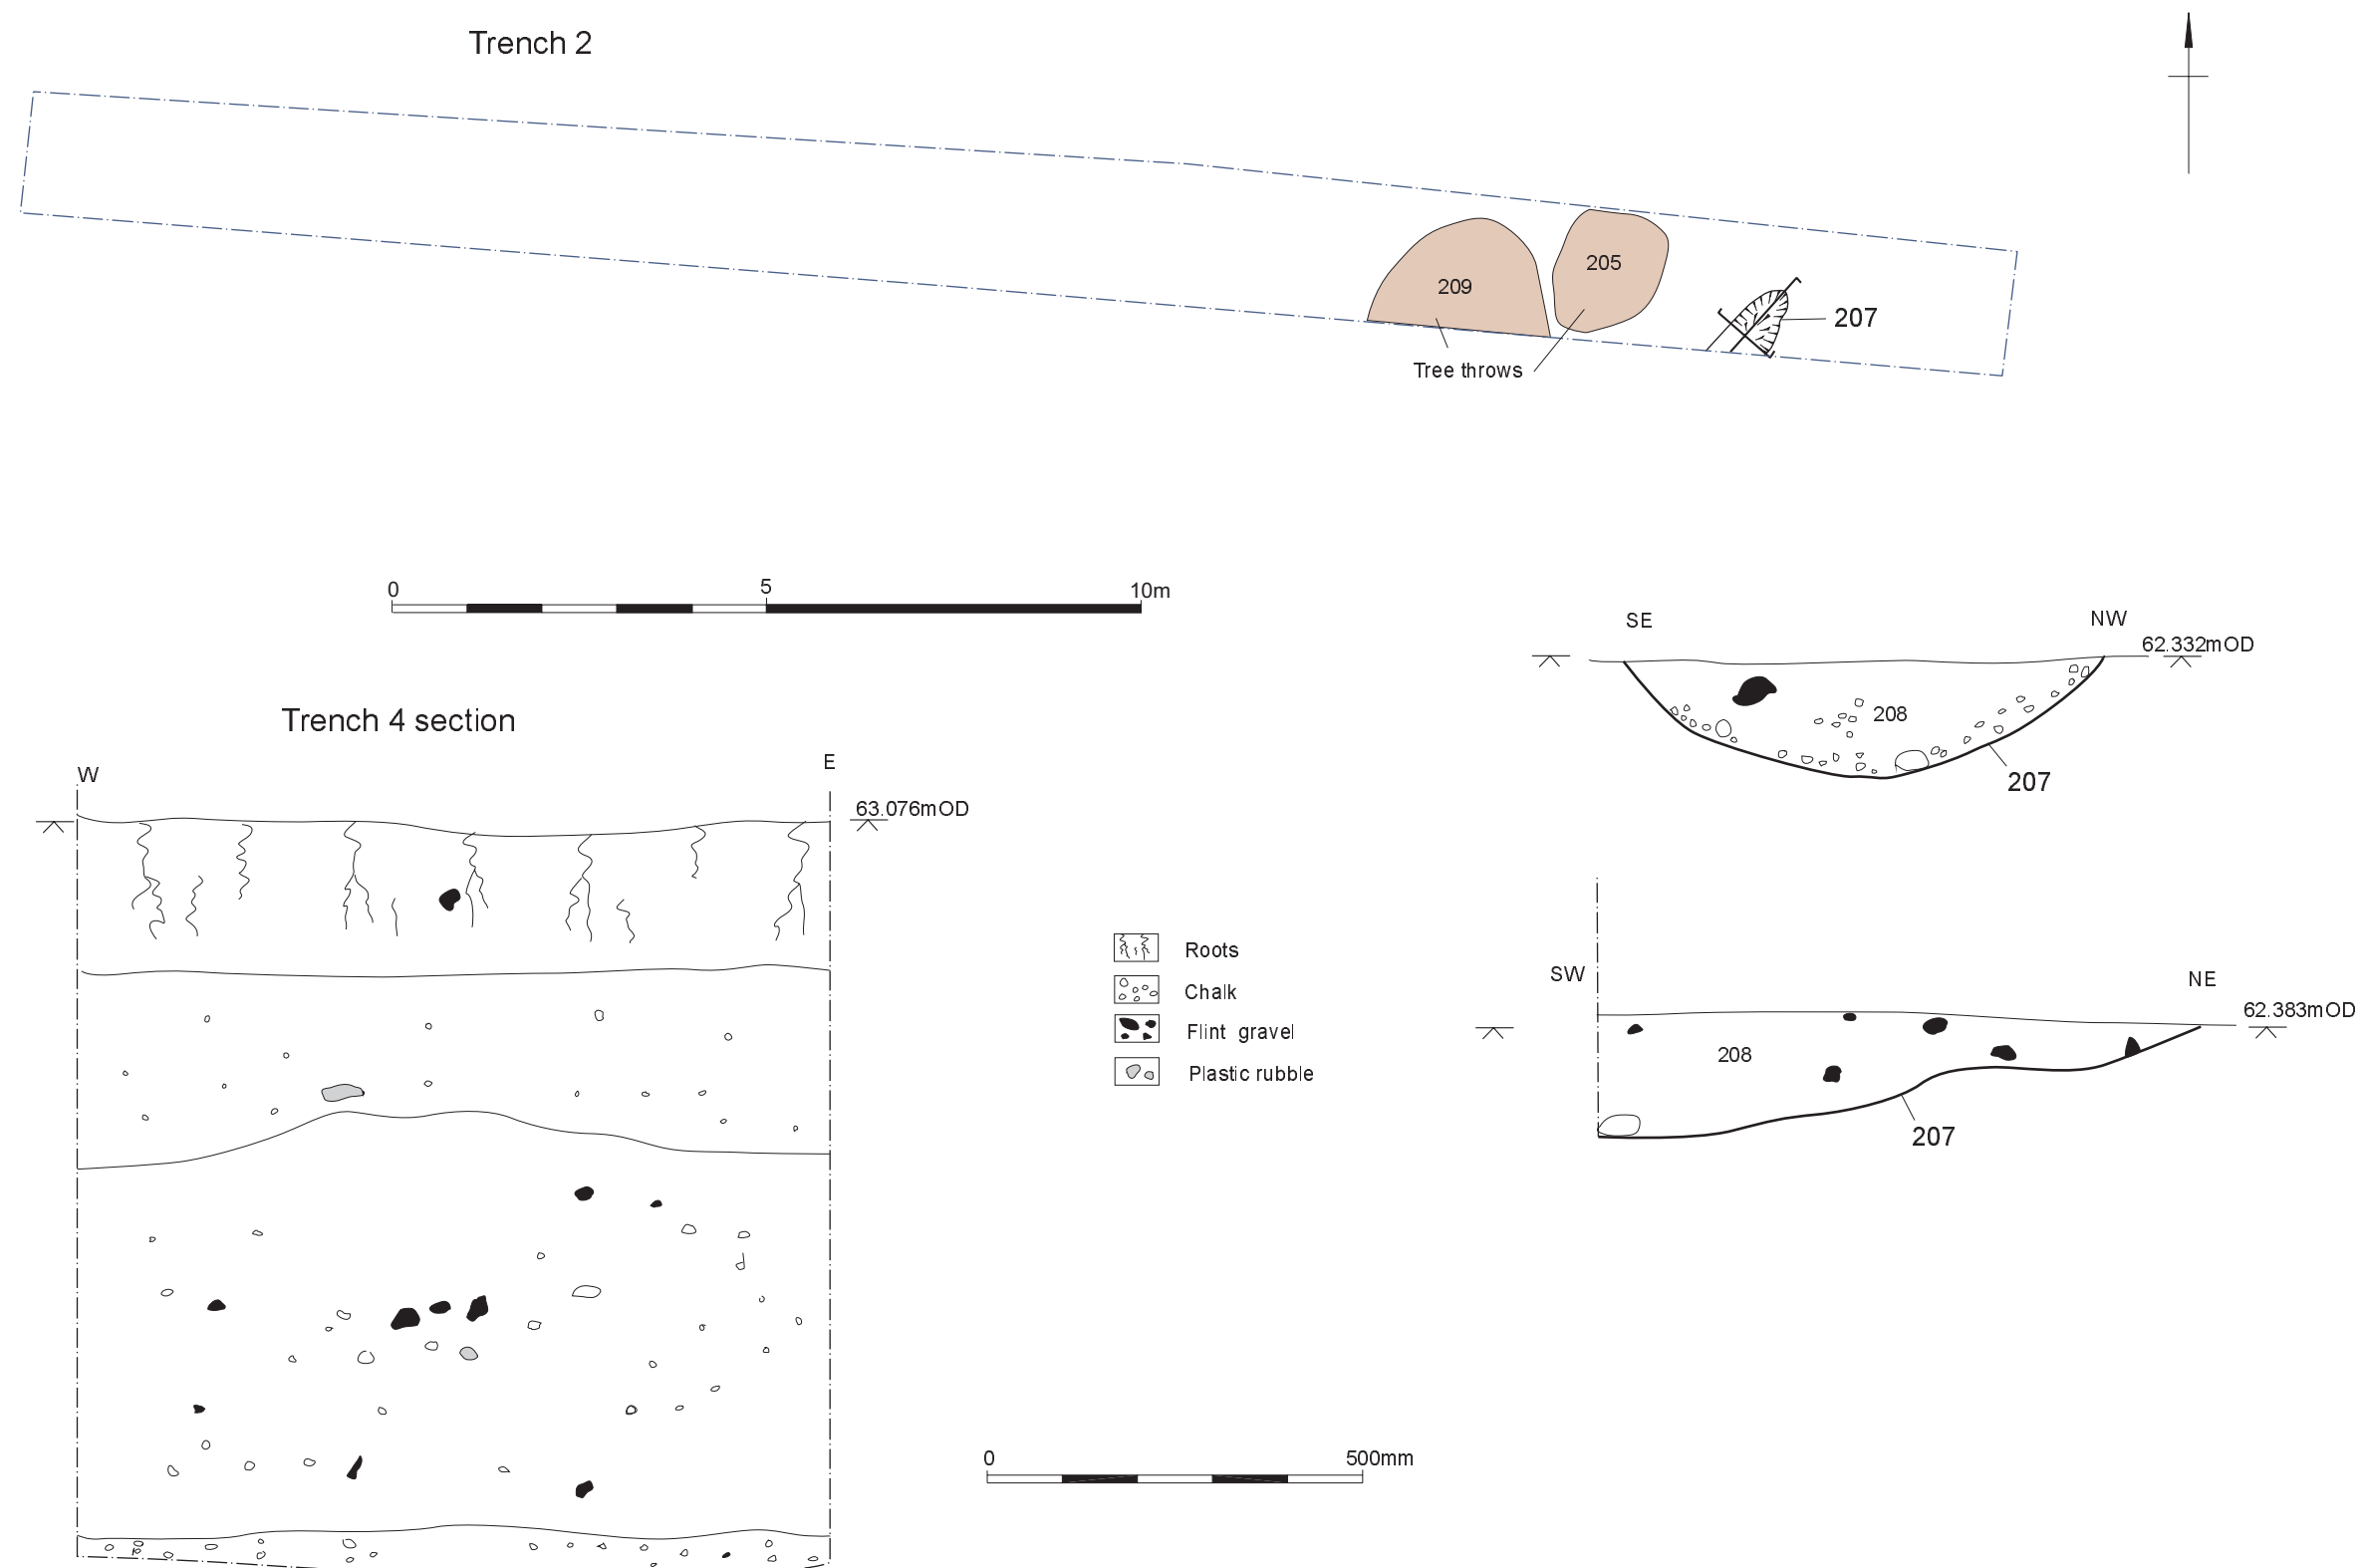 Trench 2
209
205
207
Tree throws
0
5
10m
SE
NW
62.332mOD
208
207
Trench 4 section
W
E
63.076mOD
Roots
Chalk
Flint gravel
Plastic rubble
SW
NE
62.383mOD
208
207
0
500mm